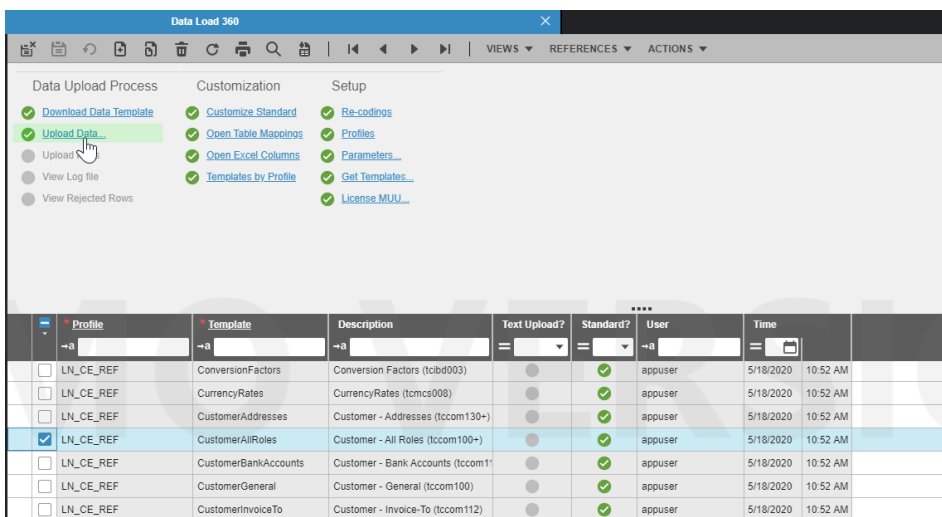 Data Load 360
VIEWS REFERENCES ACTIONS
Data Upload Process Customization Setup
Download Data Template Customize Standard Re-codings
Upload Data... Open Table Mappings Profiles
Upload Open Excel Columns Parameters...
View Log file Templates by Profile Get Templates...
View Rejected Rows License MUU...
* Profile * Template Description Text Upload? Standard? User Time
LN_CE_REF ConversionFactors Conversion Factors (tcibd003) appuser 5/18/2020 10:52 AM
LN_CE_REF CurrencyRates CurrencyRates (tcmcs008) appuser 5/18/2020 10:52 AM
LN_CE_REF CustomerAddresses Customer - Addresses (tccom130+) appuser 5/18/2020 10:52 AM
LN_CE_REF CustomerAllRoles Customer - All Roles (tccom100+) appuser 5/18/2020 10:52 AM
LN_CE_REF CustomerBankAccounts Customer - Bank Accounts (tccom11 appuser 5/18/2020 10:52 AM
LN_CE_REF CustomerGeneral Customer - General (tccom100) appuser 5/18/2020 10:52 AM
LN_CE_REF CustomerInvoiceTo Customer - Invoice-To (tccom112) appuser 5/18/2020 10:52 AM